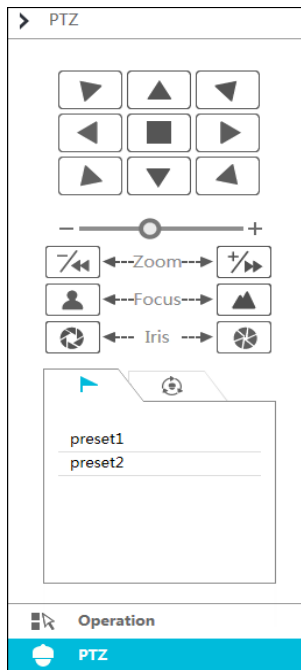 PTZ
Zoom
Focus
Iris
preset1
preset2
Operation
PTZ